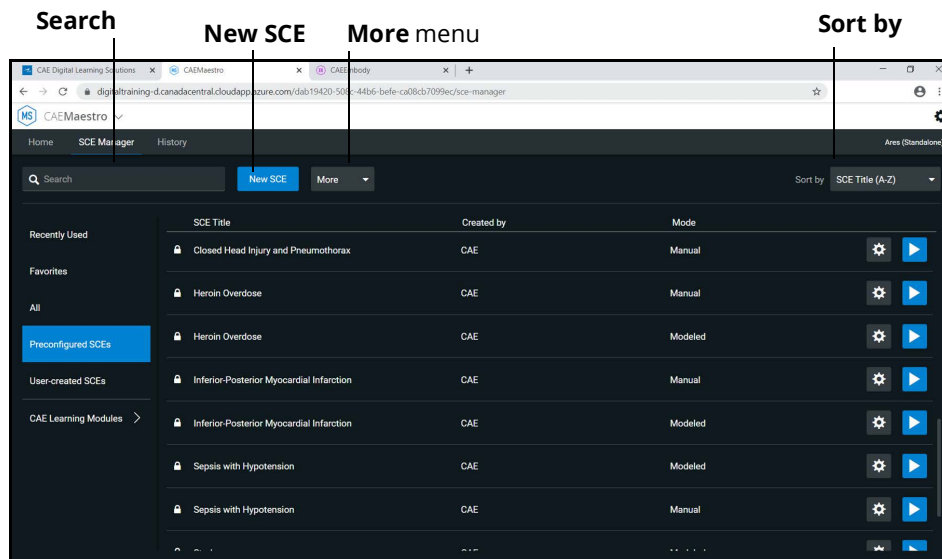 Search
New SCE
More menu
Sort by
CAE Digital Learning Solutions
CAEMaestro
CAEEmbody
digitaltraining-d.canadacentral.cloudapp.azure.com/dab19420-508c-44b6-befe-ca08cb7099ec/sce-manager
MS CAEMaestro
Home SCE Manager History Ares (Standalone)
Search New SCE More Sort by SCE Title (A-Z)
SCE Title Created by Mode
Recently Used
Closed Head Injury and Pneumothorax CAE Manual
Favorites
Heroin Overdose CAE Manual
All
Heroin Overdose CAE Modeled
Preconfigured SCEs
Inferior-Posterior Myocardial Infarction CAE Manual
User-created SCEs
CAE Learning Modules
Inferior-Posterior Myocardial Infarction CAE Modeled
Sepsis with Hypotension CAE Modeled
Sepsis with Hypotension CAE Manual